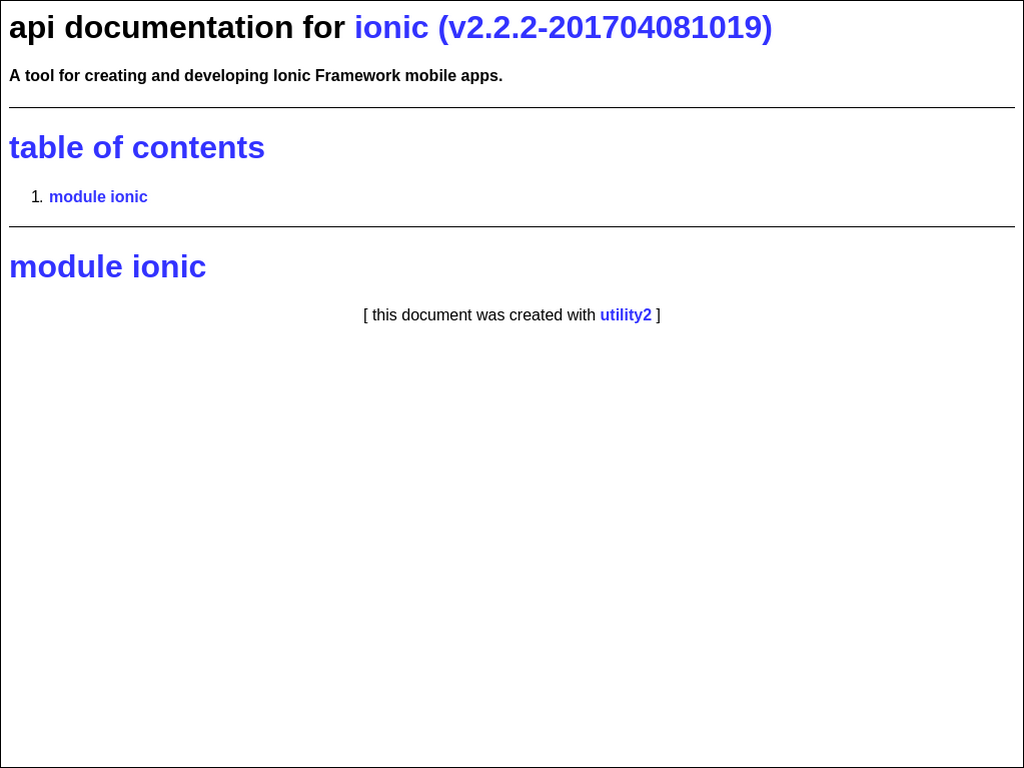 api documentation for ionic (v2.2.2-201704081019)
A tool for creating and developing Ionic Framework mobile apps.
table of contents
1. module ionic
module ionic
[ this document was created with utility2 ]